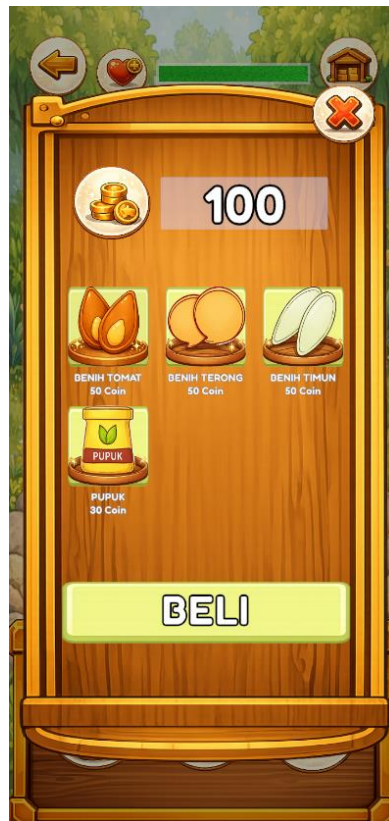 100
BENIH TOMAT
50 Coin
BENIH TERONG
50 Coin
BENIH TIMUN
50 Coin
PUPUK
PUPUK
30 Coin
BELI